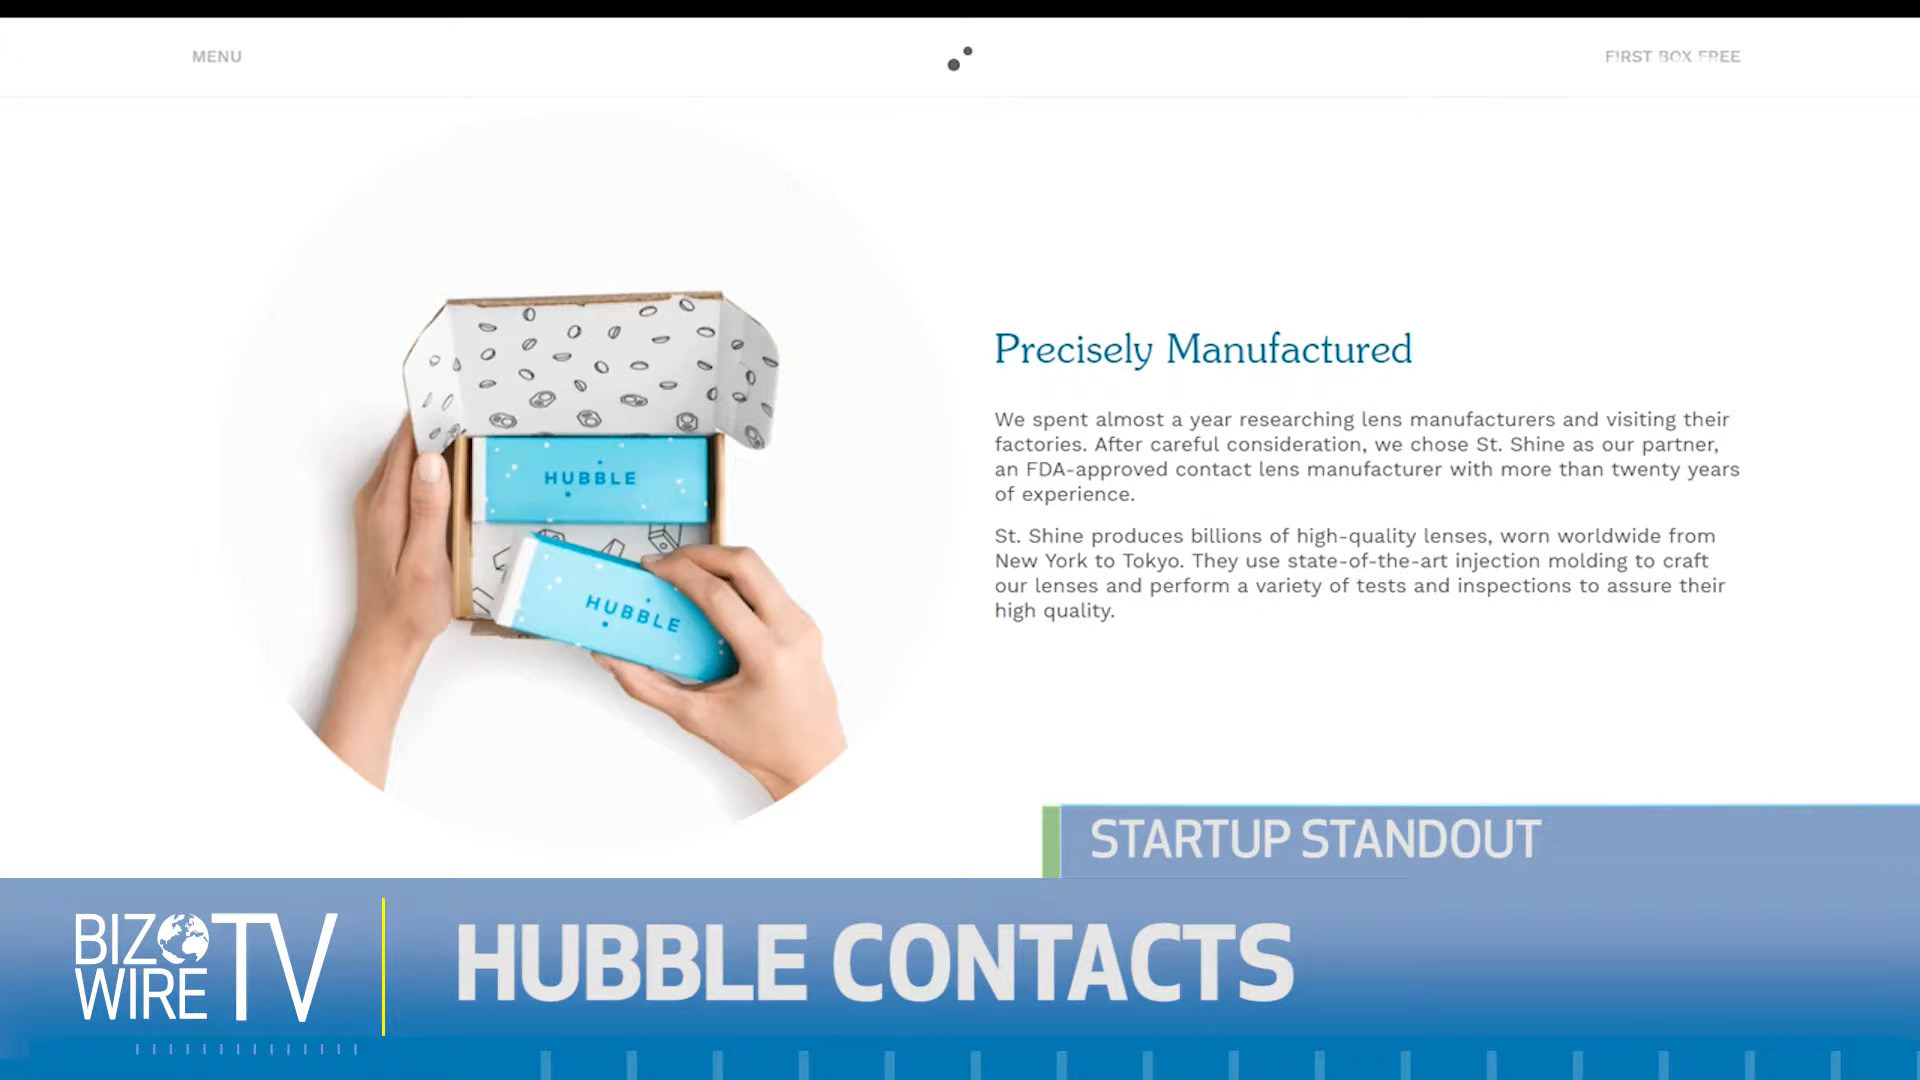 MENU
FIRST BOX FREE
HUBBLE
HUBBLE
Precisely Manufactured
We spent almost a year researching lens manufacturers and visiting their
factories. After careful consideration, we chose St. Shine as our partner,
an FDA-approved contact lens manufacturer with more than twenty years
of experience.
St. Shine produces billions of high-quality lenses, worn worldwide from
New York to Tokyo. They use state-of-the-art injection molding to craft
our lenses and perform a variety of tests and inspections to assure their
high quality.
STARTUP STANDOUT
BIZ
WIRE TV
HUBBLE CONTACTS